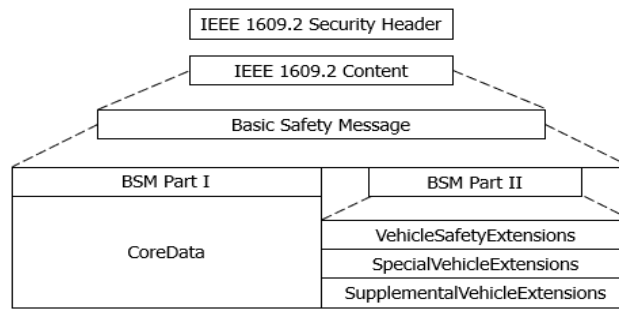 IEEE 1609.2 Security Header
IEEE 1609.2 Content
Basic Safety Message
BSM Part I
BSM Part II
CoreData
VehicleSafetyExtensions
SpecialVehicleExtensions
SupplementalVehicleExtensions